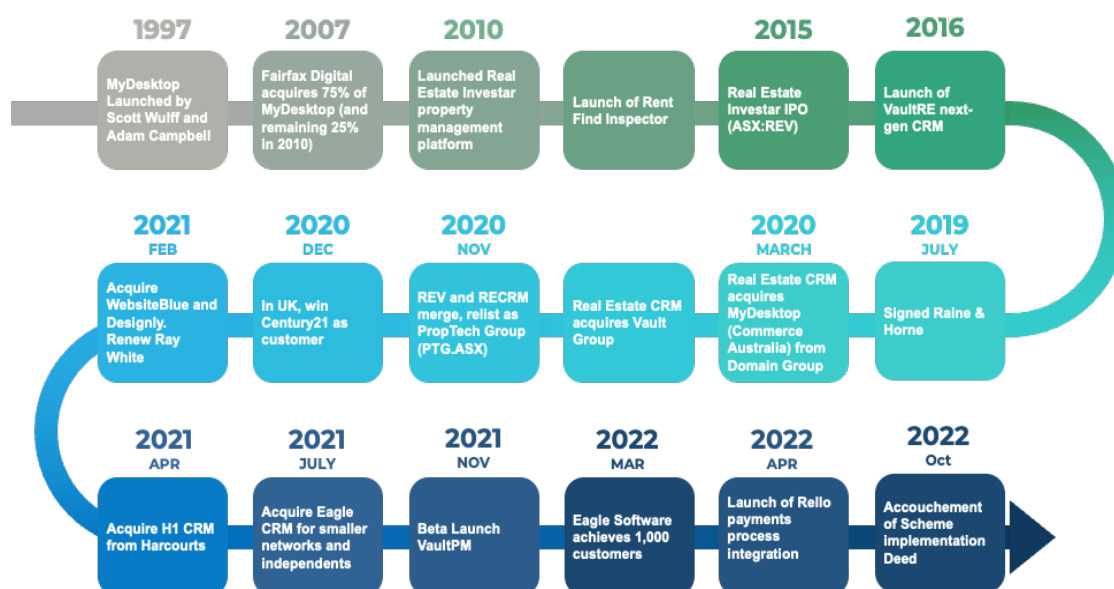 1997
MyDesktop
Launched by
Scott Wulff and
Adam Campbell
2007
Fairfax Digital
acquires 75% of
MyDesktop (and
remaining 25%
in 2010)
2010
Launched Real
Estate Investar
property
management
platform
Launch of Rent
Find Inspector
2015
Real Estate
Investar IPO
(ASX:REV)
2016
Launch of
VaultRE next-
gen CRM
2021
FEB
Acquire
WebsiteBlue and
Designly.
Renew Ray
White
2020
DEC
In UK, win
Century21 as
customer
2020
NOV
REV and RECRM
merge, relist as
PropTech Group
(PTG.ASX)
Real Estate CRM
acquires Vault
Group
2020
MARCH
Real Estate CRM
acquires
MyDesktop
(Commerce
Australia) from
Domain Group
2019
JULY
Signed Raine &
Horne
2021
APR
Acquire H1 CRM
from Harcourts
2021
JULY
Acquire Eagle
CRM for smaller
networks and
independents
2021
NOV
Beta Launch
VaultPM
2022
MAR
Eagle Software
achieves 1,000
customers
2022
APR
Launch of Rello
payments
process
integration
2022
Oct
Accouchement
of Scheme
implementation
Deed